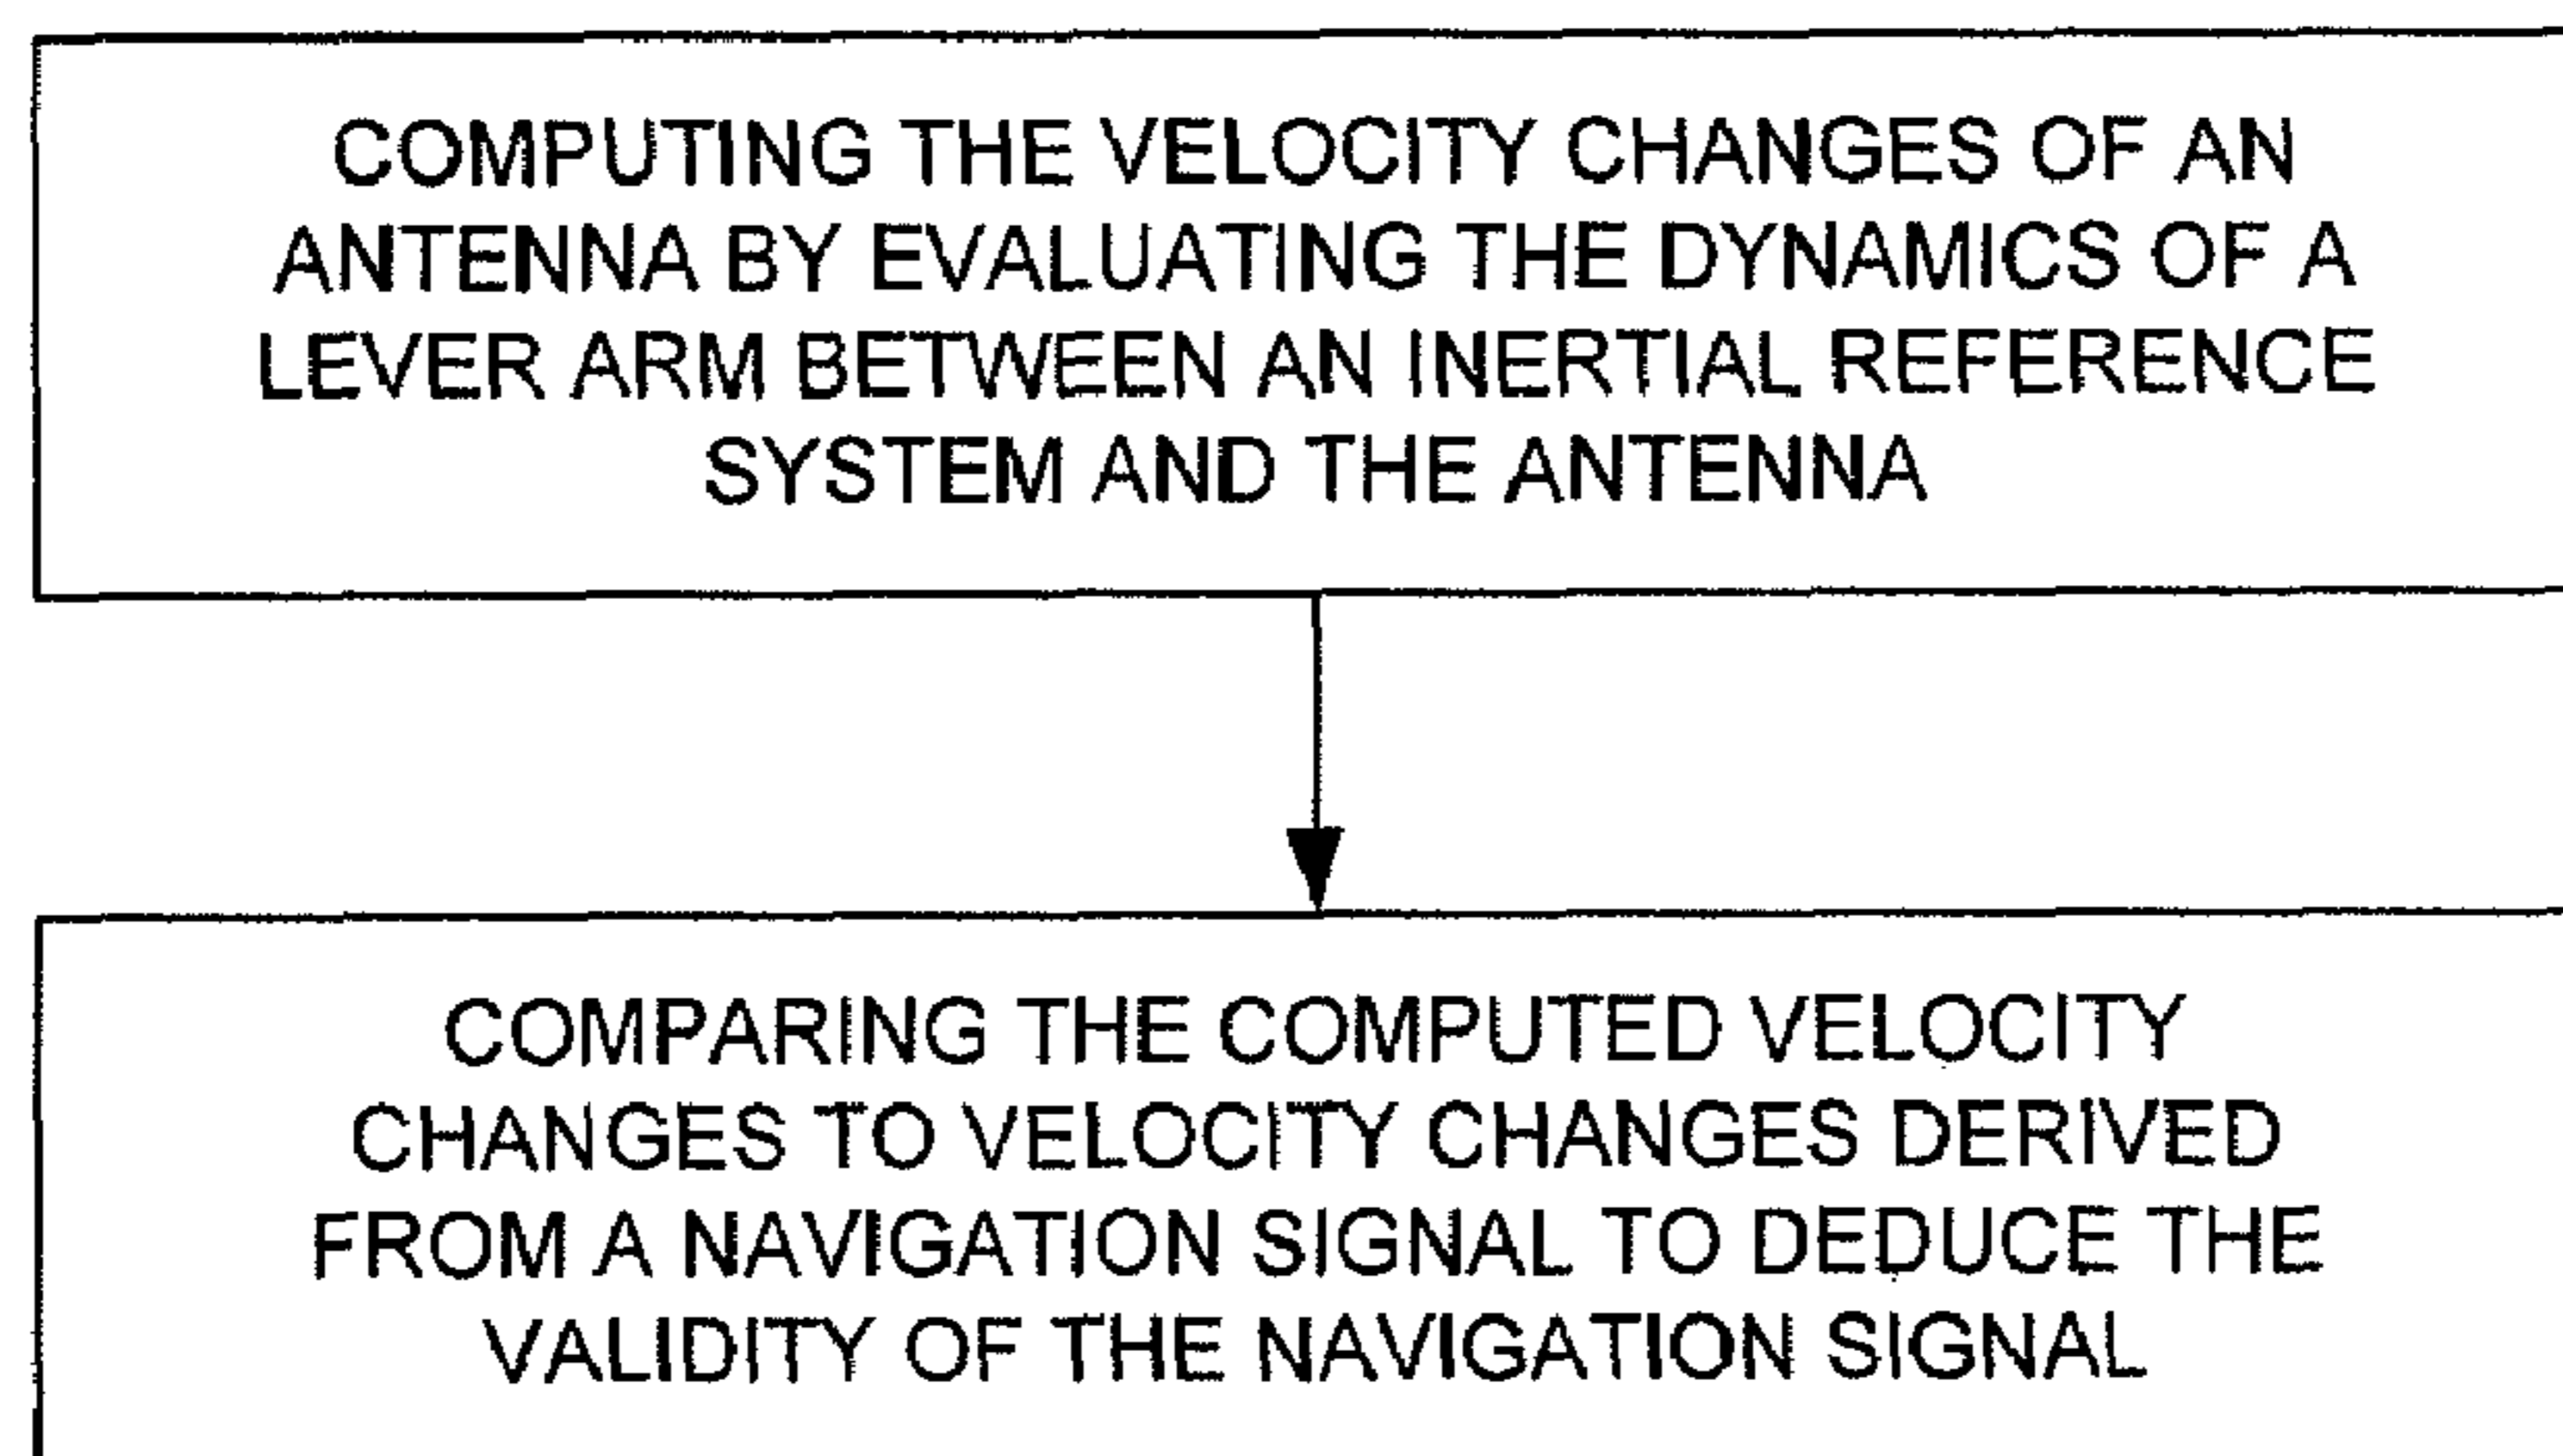 COMPUTING THE VELOCITY CHANGES OF AN
ANTENNA BY EVALUATING THE DYNAMICS OF A
LEVER ARM BETWEEN AN INERTIAL REFERENCE
SYSTEM AND THE ANTENNA
COMPARING THE COMPUTED VELOCITY
CHANGES TO VELOCITY CHANGES DERIVED
FROM A NAVIGATION SIGNAL TO DEDUCE THE
VALIDITY OF THE NAVIGATION SIGNAL